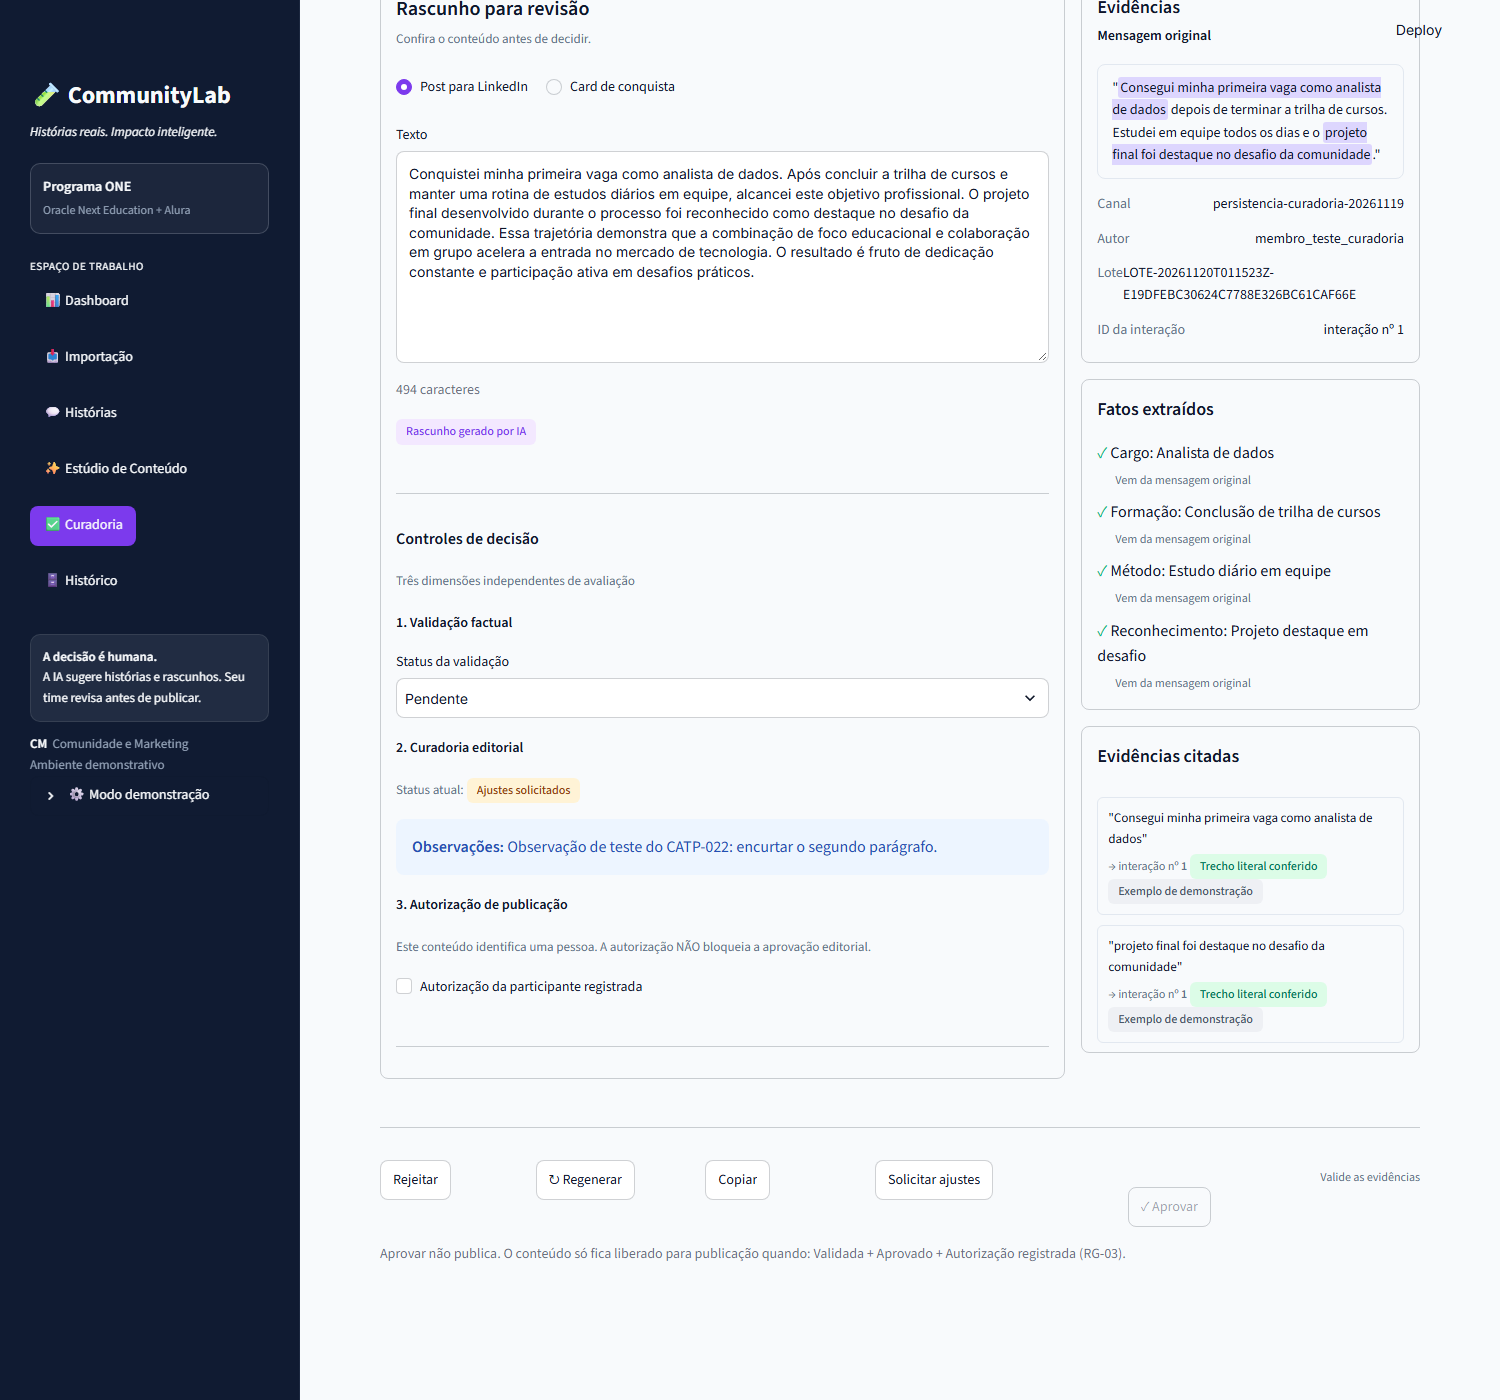 CommunityLab
Histórias reais. Impacto inteligente.
Programa ONE
Oracle Next Education + Alura
ESPAÇO DE TRABALHO
Dashboard
Importação
Histórias
Estúdio de Conteúdo
Curadoria
Histórico
A decisão é humana.
A IA sugere histórias e rascunhos. Seu
time revisa antes de publicar.
CM Comunidade e Marketing
Ambiente demonstrativo
Modo demonstração
Rascunho para revisão
Confira o conteúdo antes de decidir.
Post para LinkedIn
Card de conquista
Texto
Conquistei minha primeira vaga como analista de dados. Após concluir a trilha de cursos e
manter uma rotina de estudos diários em equipe, alcancei este objetivo profissional. O projeto
final desenvolvido durante o processo foi reconhecido como destaque no desafio da
comunidade. Essa trajetória demonstra que a combinação de foco educacional e colaboração
em grupo acelera a entrada no mercado de tecnologia. O resultado é fruto de dedicação
constante e participação ativa em desafios práticos.
494 caracteres
Rascunho gerado por IA
Controles de decisão
Três dimensões independentes de avaliação
1. Validação factual
Status da validação
Pendente
2. Curadoria editorial
Status atual: Ajustes solicitados
Observações: Observação de teste do CATP-022: encurtar o segundo parágrafo.
3. Autorização de publicação
Este conteúdo identifica uma pessoa. A autorização NÃO bloqueia a aprovação editorial.
Autorização da participante registrada
Evidências
Deploy
Mensagem original
"Consegui minha primeira vaga como analista
de dados depois de terminar a trilha de cursos.
Estudei em equipe todos os dias e o projeto
final foi destaque no desafio da comunidade."
Canal persistencia-curadoria-20261119
Autor membro_teste_curadoria
Lote LOTE-20261120T011523Z-
E19DFEBC30624C7788E326BC61CAF66E
ID da interação interação nº 1
Fatos extraídos
✓ Cargo: Analista de dados
Vem da mensagem original
✓ Formação: Conclusão de trilha de cursos
Vem da mensagem original
✓ Método: Estudo diário em equipe
Vem da mensagem original
✓ Reconhecimento: Projeto destaque em
desafio
Vem da mensagem original
Evidências citadas
"Consegui minha primeira vaga como analista de
dados"
→ interação nº 1 Trecho literal conferido
Exemplo de demonstração
"projeto final foi destaque no desafio da
comunidade"
→ interação nº 1 Trecho literal conferido
Exemplo de demonstração
Rejeitar
↻ Regenerar
Copiar
Solicitar ajustes
✓ Aprovar
Valide as evidências
Aprovar não publica. O conteúdo só fica liberado para publicação quando: Validada + Aprovado + Autorização registrada (RG-03).